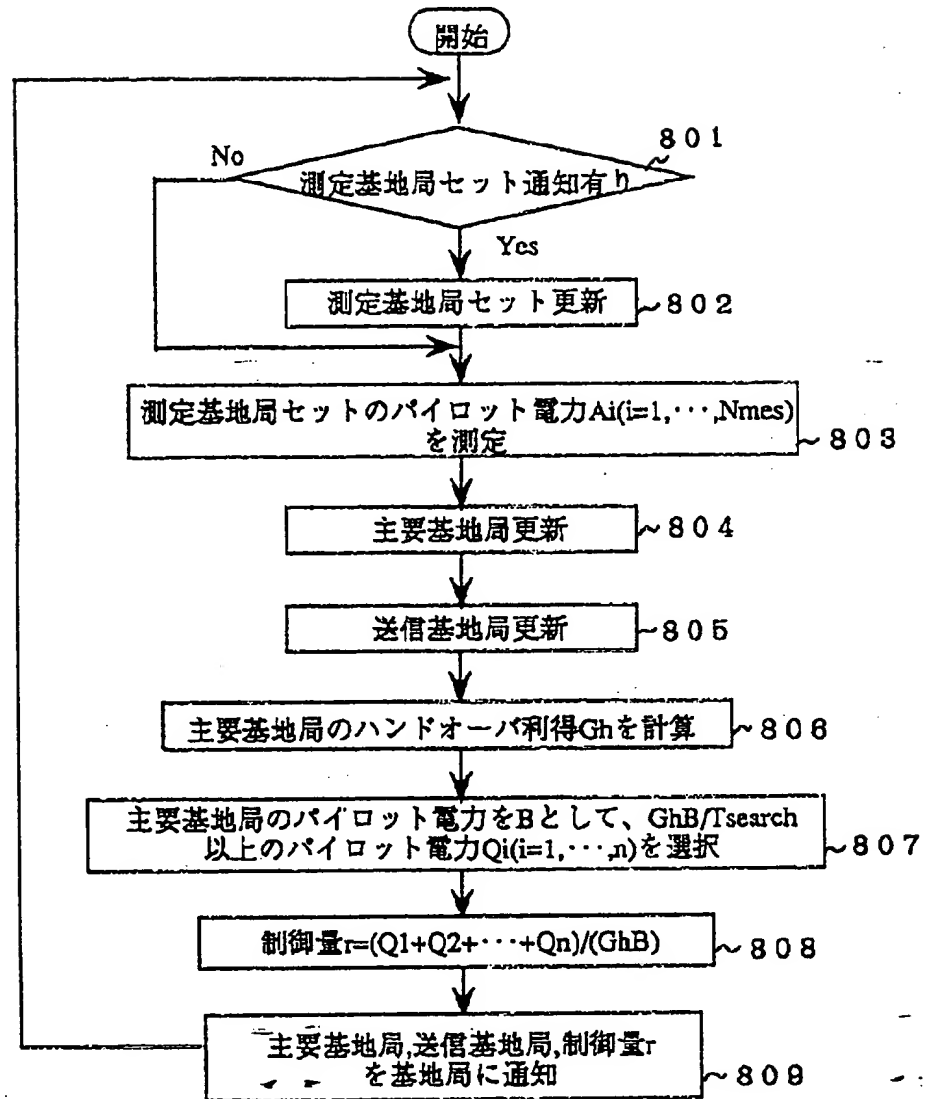 開始
801
No
測定基地局セット通知有り
Yes
測定基地局セット更新
~802
測定基地局セットのパイロット電力Ai(i=1,・・・,Nmes)
を測定
~803
主要基地局更新
~804
送信基地局更新
~805
主要基地局のハンドオーバ利得Ghを計算
~806
主要基地局のパイロット電力をBとして、GhB/Tsearch
以上のパイロット電力Qi(i=1,・・・,n)を選択
~807
制御量r=(Q1+Q2+・・・+Qn)/(GhB)
~808
主要基地局,送信基地局,制御量r
を基地局に通知
~809